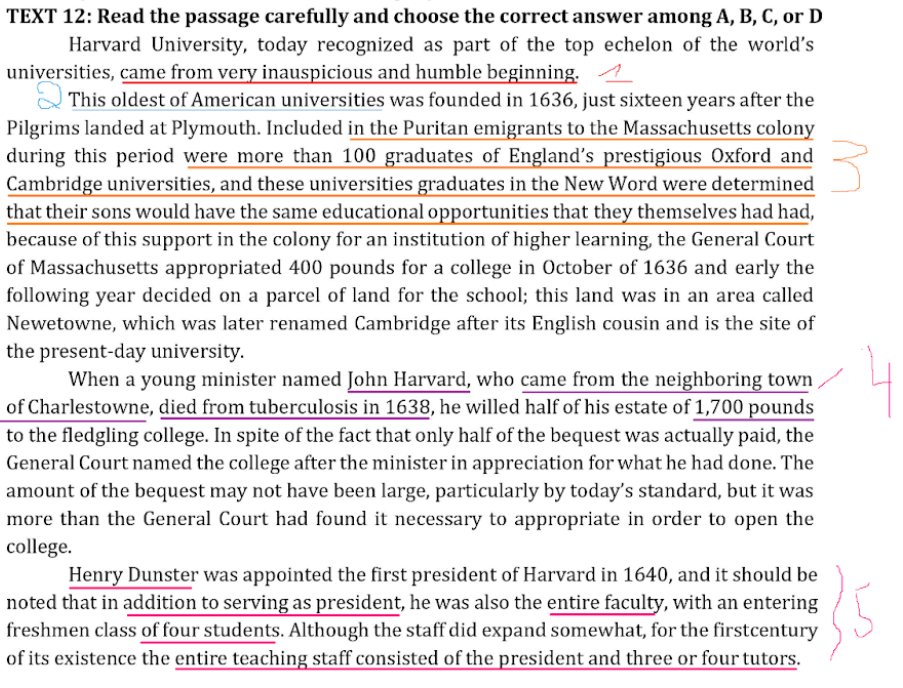 TEXT 12: Read the passage carefully and choose the correct answer among A, B, C, or D
Harvard University, today recognized as part of the top echelon of the world's
universities, came from very inauspicious and humble beginning. 1
2 This oldest of American universities was founded in 1636, just sixteen years after the
Pilgrims landed at Plymouth. Included in the Puritan emigrants to the Massachusetts colony
during this period were more than 100 graduates of England's prestigious Oxford and
Cambridge universities, and these universities graduates in the New Word were determined 3
that their sons would have the same educational opportunities that they themselves had had,
because of this support in the colony for an institution of higher learning, the General Court
of Massachusetts appropriated 400 pounds for a college in October of 1636 and early the
following year decided on a parcel of land for the school; this land was in an area called
Newetowne, which was later renamed Cambridge after its English cousin and is the site of
the present-day university.
When a young minister named John Harvard, who came from the neighboring town 4
of Charlestowne, died from tuberculosis in 1638, he willed half of his estate of 1,700 pounds
to the fledgling college. In spite of the fact that only half of the bequest was actually paid, the
General Court named the college after the minister in appreciation for what he had done. The
amount of the bequest may not have been large, particularly by today's standard, but it was
more than the General Court had found it necessary to appropriate in order to open the
college.
Henry Dunster was appointed the first president of Harvard in 1640, and it should be
noted that in addition to serving as president, he was also the entire faculty, with an entering 5
freshmen class of four students. Although the staff did expand somewhat, for the firstcentury
of its existence the entire teaching staff consisted of the president and three or four tutors.